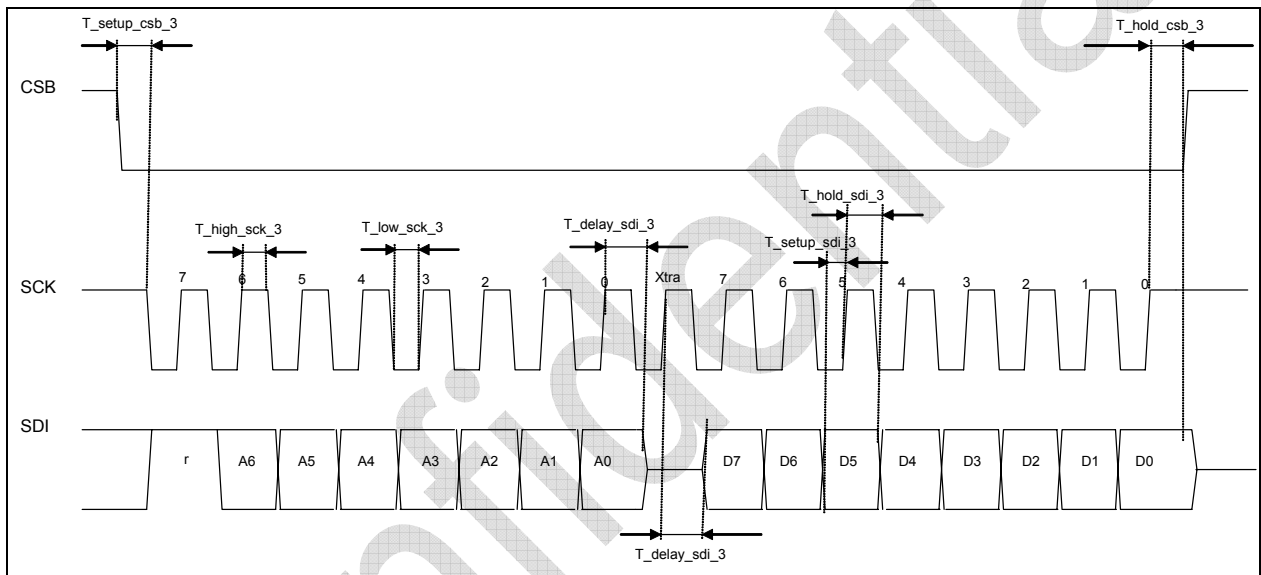 T_setup_csb_3
T_hold_csb_3
CSB
T_hold_sdi_3
T_high_sck_3 T_low_sck_3 T_delay_sdi_3
T_setup_sdi_3
SCK 7 6 5 4 3 2 1 0 Xtra 7 6 5 4 3 2 1 0
SDI
r A6 A5 A4 A3 A2 A1 A0 D7 D6 D5 D4 D3 D2 D1 D0
T_delay_sdi_3